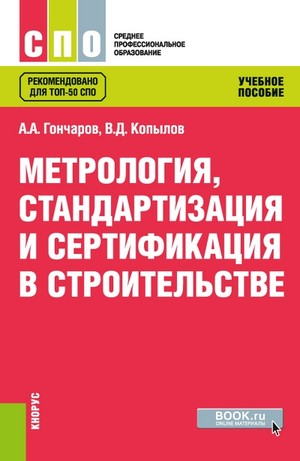 СПО
СРЕДНЕЕ
ПРОФЕССИОНАЛЬНОЕ
ОБРАЗОВАНИЕ
РЕКОМЕНДОВАНО
ДЛЯ ТОП-50 СПО
УЧЕБНОЕ
ПОСОБИЕ
А.А. Гончаров, В.Д. Копылов
МЕТРОЛОГИЯ,
СТАНДАРТИЗАЦИЯ
И СЕРТИФИКАЦИЯ
В СТРОИТЕЛЬСТВЕ
КНОРУС
BOOK.ru
ONLINE МАТЕРИАЛЫ